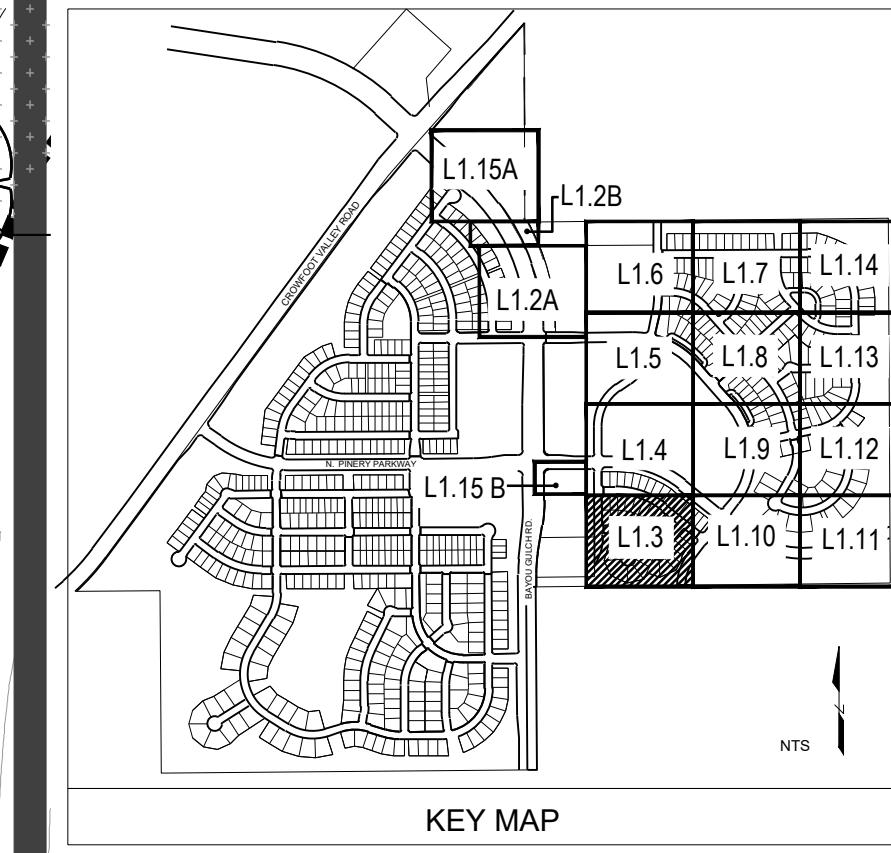 L1.15A
L1.2B
CROWFOOT VALLEY ROAD
L1.2A
L1.6
L1.7
L1.14
L1.5
L1.8
L1.13
L1.4
L1.9
L1.12
N. PINERY PARKWAY
L1.15 B
BAYOU GULCH RD.
L1.3
L1.10
L1.11
NTS
N
KEY MAP